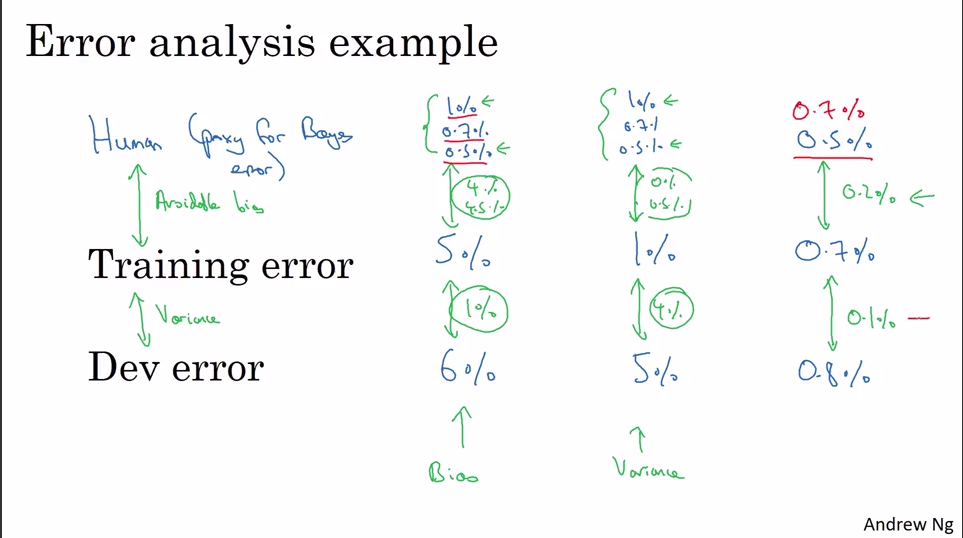 Error analysis example
Human (proxy for Bayes error)
1% 0.7% 0.5%
1% 0.7% 0.5%
0.7% 0.5%
Avoidable bias
4% 4.5%
0% 0.5%
0.2%
Training error
5%
1%
0.7%
Variance
1%
4%
0.1%
Dev error
6%
5%
0.8%
Bias
Variance
Andrew Ng